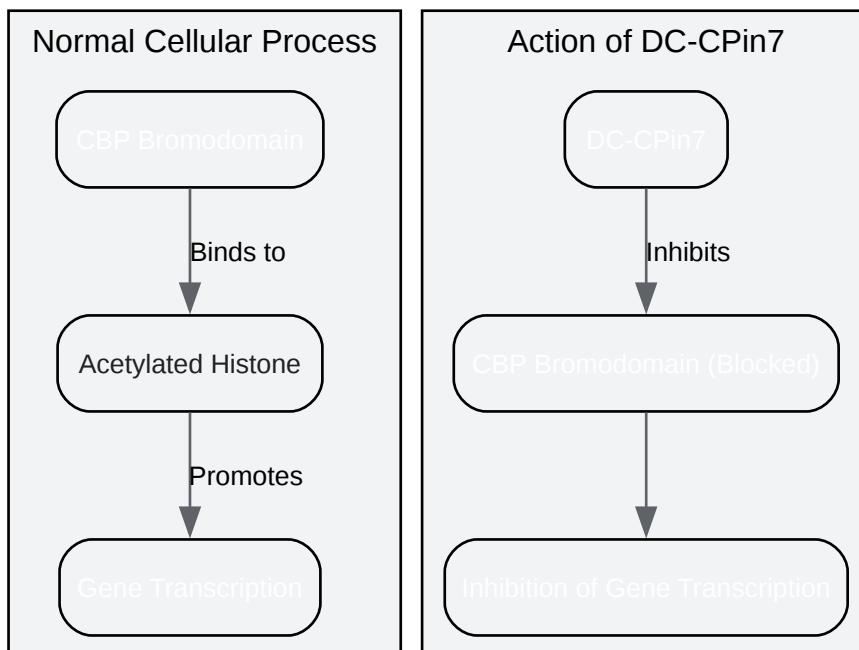 Normal Cellular Process
CBP Bromodomain
Binds to
Acetylated Histone
Promotes
Gene Transcription
Action of DC-CPin7
DC-CPin7
Inhibits
CBP Bromodomain (Blocked)
Inhibition of Gene Transcription